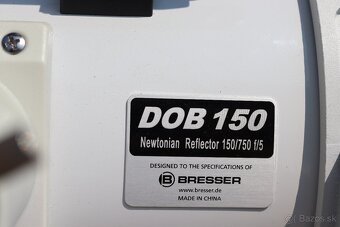 DOB 150
Newtonian Reflector 150/750 f/5
DESIGNED TO THE SPECIFICATIONS OF
BRESSER
www.bresser.de
MADE IN CHINA
Bazos.sk